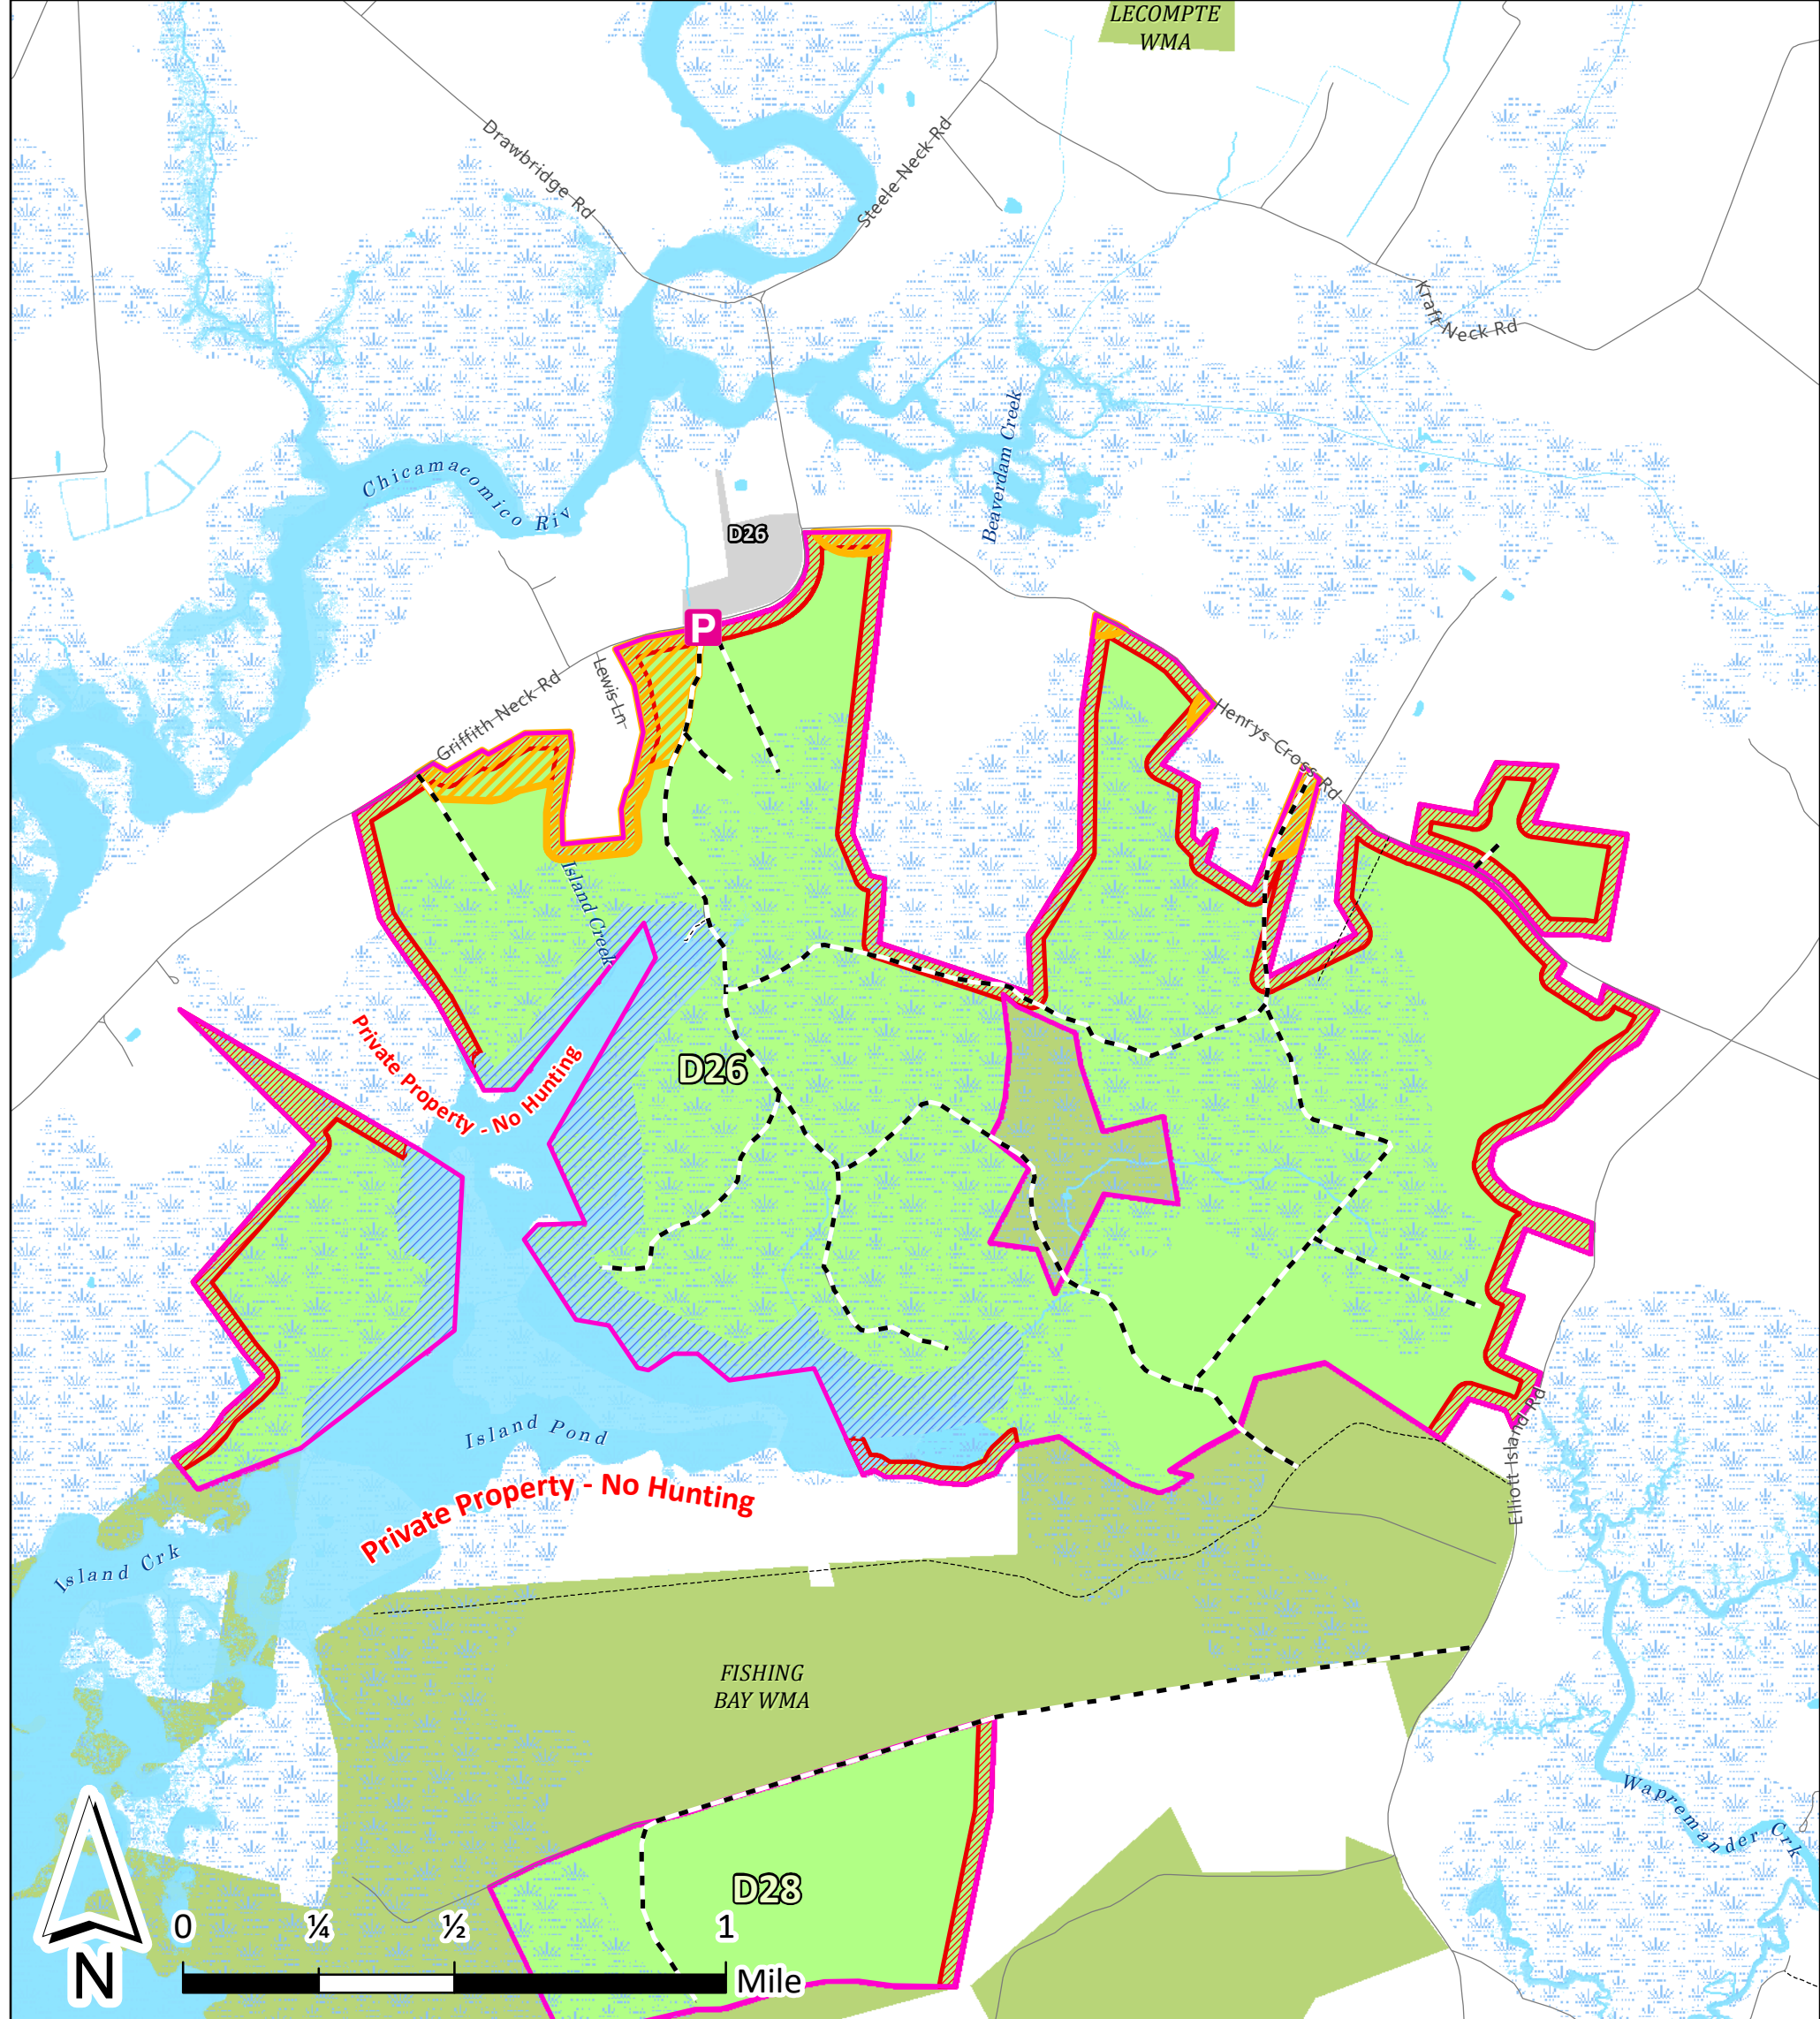 LECOMPTE
WMA
Drawbridge Rd
Steele Neck Rd
Kraft Neck Rd
Chicamacomico Riv
Beaverdam Creek
D26
P
Griffith Neck Rd
Lewis Ln
Henrys Cross Rd
Island Creek
Private Property - No Hunting
D26
Island Pond
Private Property - No Hunting
Elliott Island Rd
Island Crk
FISHING
BAY WMA
Wapremander Crk
D28
0 ¼ ½ 1
Mile
N